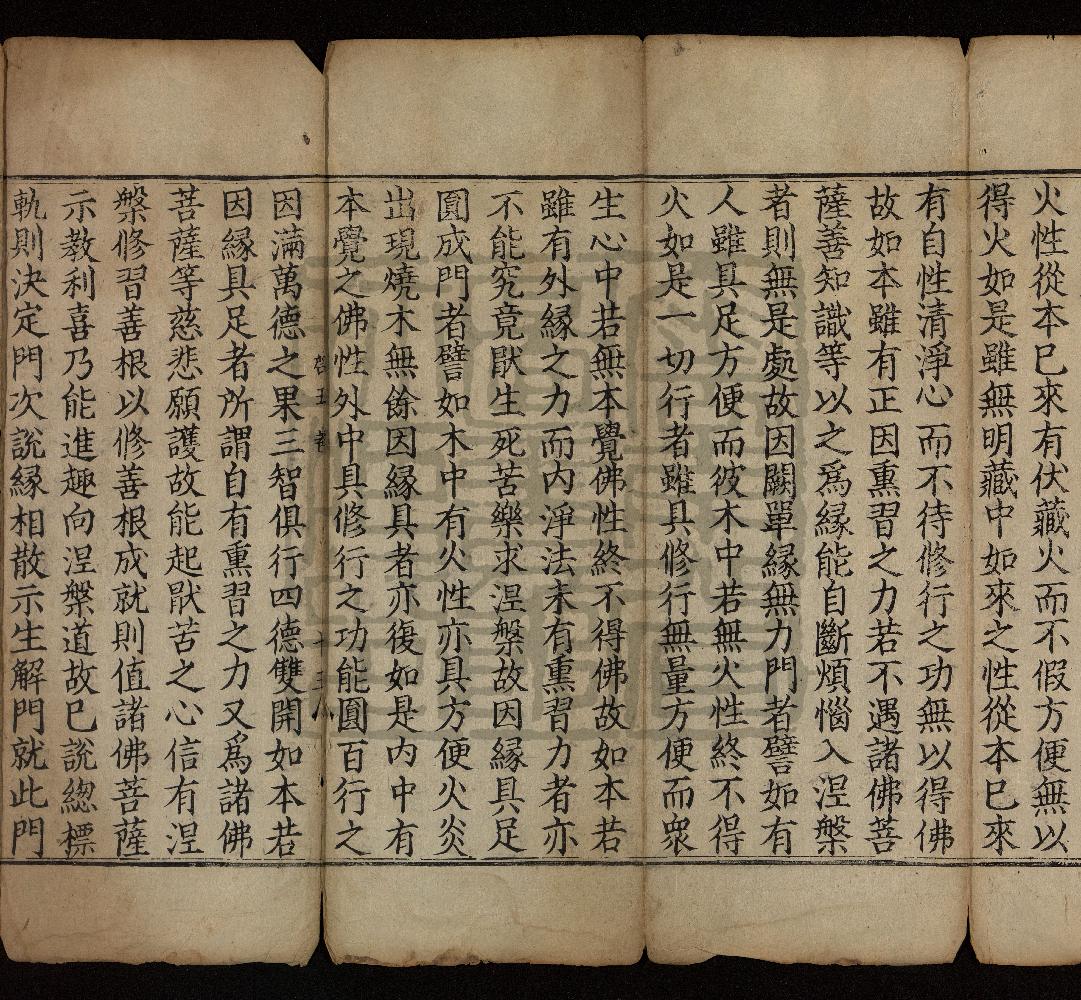 火性從本已來有伏藏火而不假方便無以
得火如是雖無明藏中如來之性從本已來
有自性清淨心而不待修行之功無以得佛
故如本雖有正因熏習之力若不遇諸佛菩
薩善知識等以之爲緣能自斷煩惱入涅槃
者則無是處故因闕單緣無力門者譬如有
人雖具足方便而彼木中若無火性終不得
火如是一切行者雖具修行無量方便而衆
生心中若無本覺佛性終不得佛故如本若
雖有外緣之力而內淨法未有熏習力者亦
不能究竟猒生死苦樂求涅槃故因緣具足
圓成門者譬如木中有火性亦具方便火炎
出現燒木無餘因緣具者亦復如是內中有
本覺之佛性外中具修行之功能圓百行之
因滿萬德之果三智俱行四德雙開如本若
因緣具足者所謂自有熏習之力又爲諸佛
菩薩等慈悲願護故能起猒苦之心信有涅
槃修習善根以修善根成就則值諸佛菩薩
示教利喜乃能進趣向涅槃道故已說總標
軌則決定門次說緣相散示生解門就此門